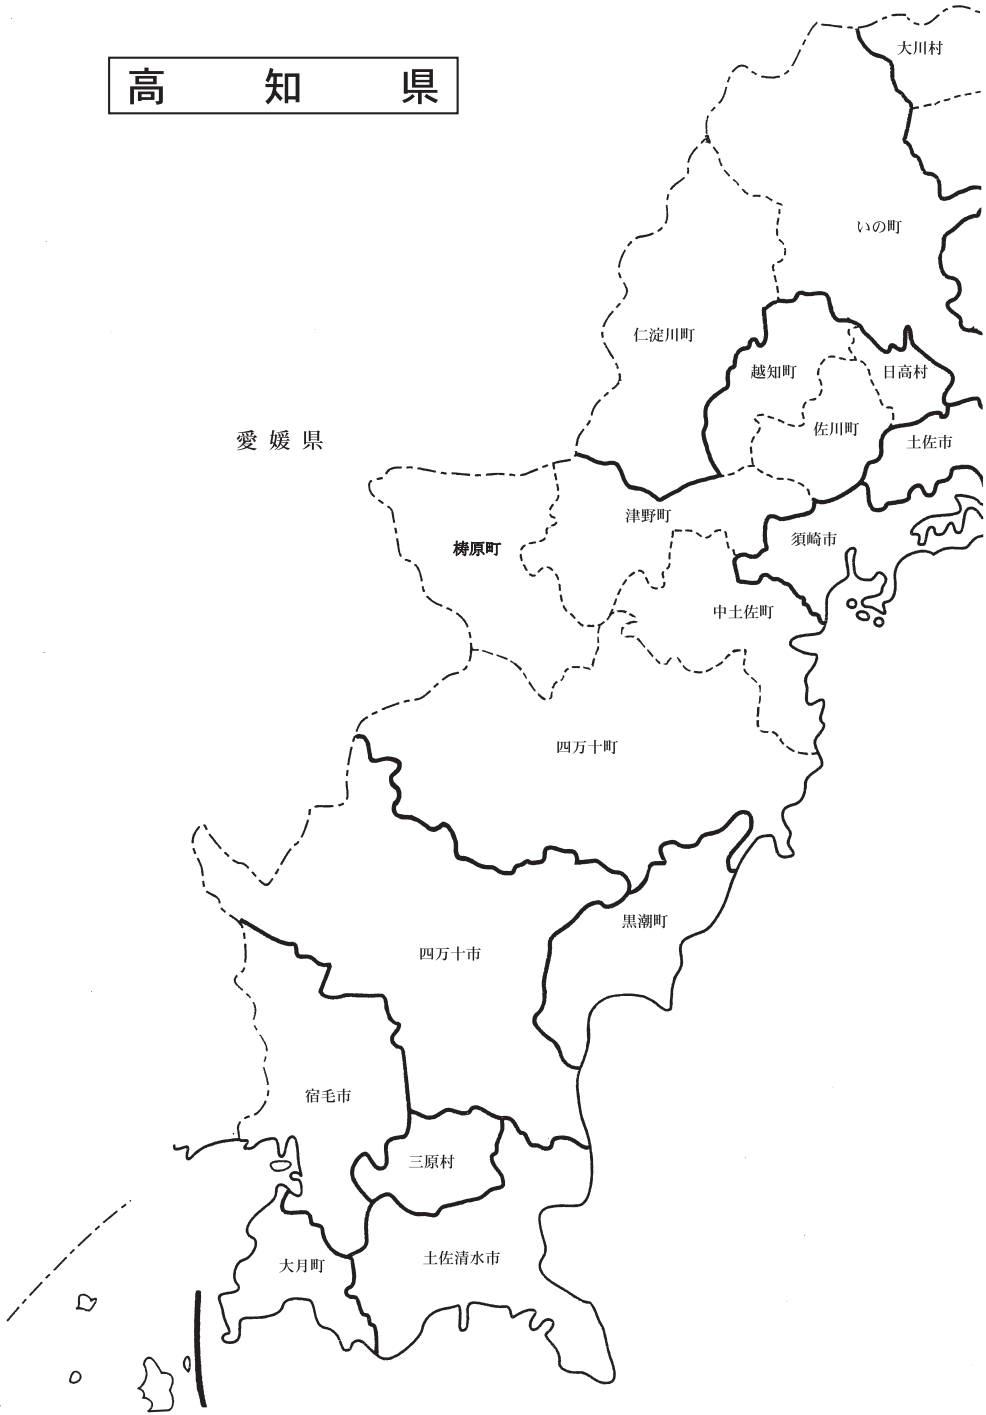 高知県
大川村
いの町
仁淀川町
越知町
日高村
佐川町
愛媛県
土佐市
津野町
須崎市
梼原町
中土佐町
四万十町
黒潮町
四万十市
宿毛市
三原村
土佐清水市
大月町